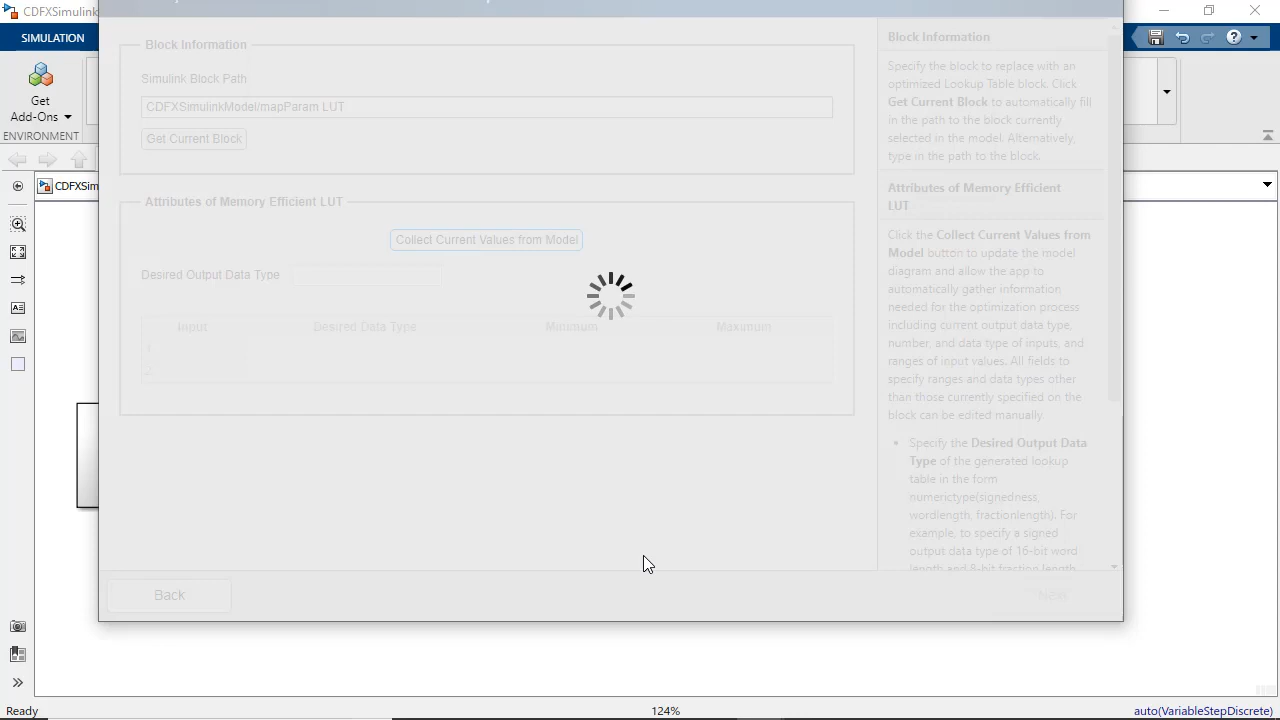 CDFXSimulink
SIMULATION
Get
Add-Ons
ENVIRONMENT
CDFXSim
Block Information
Simulink Block Path
CDFXSimulinkModel/mapParam LUT
Get Current Block
Attributes of Memory Efficient LUT
Collect Current Values from Model
Desired Output Data Type
Input Desired Data Type Minimum Maximum
1
2
Back
Next
Block Information
Specify the block to replace with an
optimized Lookup Table block. Click
Get Current Block to automatically fill
in the path to the block currently
selected in the model. Alternatively,
type in the path to the block.
Attributes of Memory Efficient
LUT
Click the Collect Current Values from
Model button to update the model
diagram and allow the app to
automatically gather information
needed for the optimization process
including current output data type,
number, and data type of inputs, and
ranges of input values. All fields to
specify ranges and data types other
than those currently specified on the
block can be edited manually.
• Specify the Desired Output Data
Type of the generated lookup
table in the form
numerictype(signedness,
wordlength, fractionlength). For
example, to specify a signed
output data type of 16-bit word
length and 8-bit fraction length
Ready
124%
auto(VariableStepDiscrete)